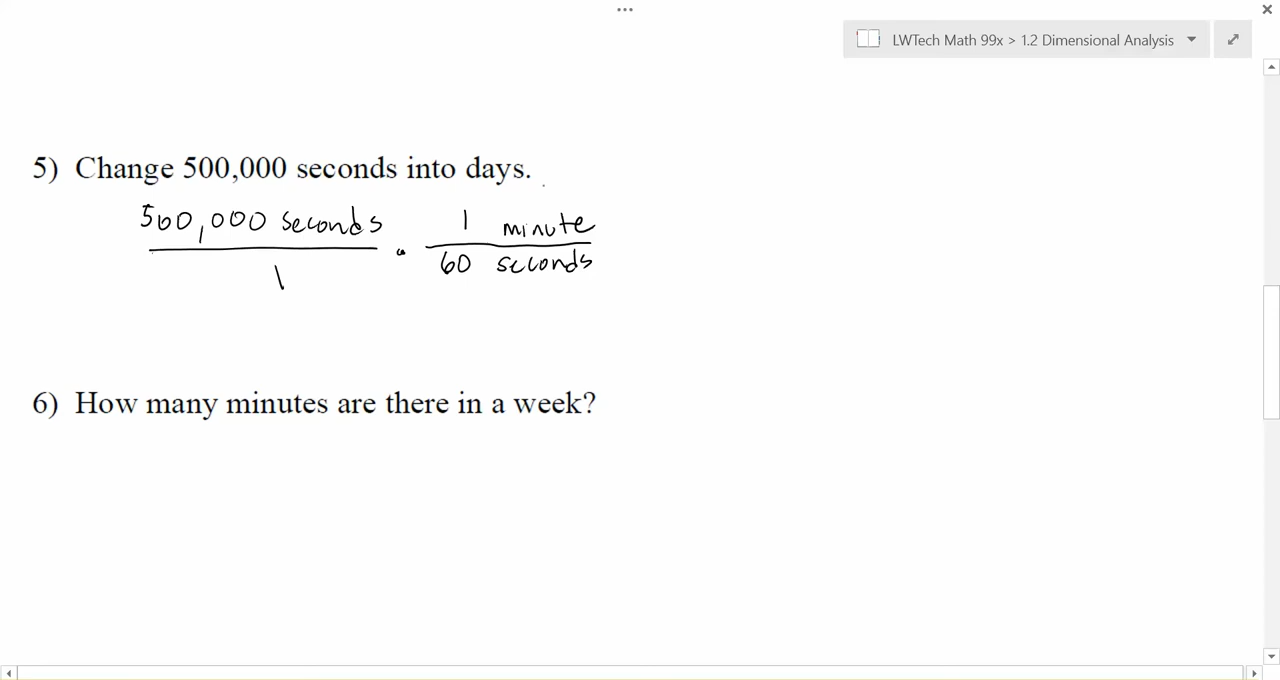 LWTech Math 99x > 1.2 Dimensional Analysis
5) Change 500,000 seconds into days.
500,000 seconds
1
·
1 minute
60 seconds
6) How many minutes are there in a week?